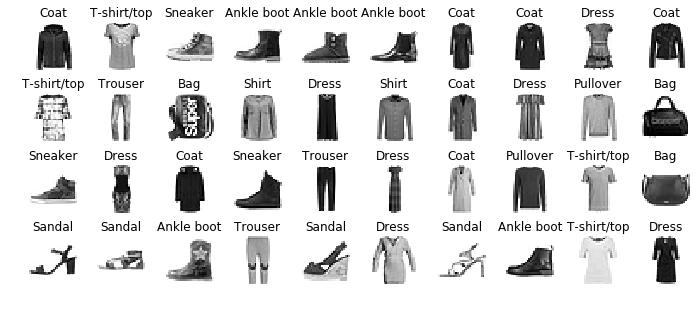 Coat T-shirt/top Sneaker Ankle boot Ankle boot Ankle boot Coat Coat Dress Coat
T-shirt/top Trouser Bag Shirt Dress Shirt Coat Dress Pullover Bag
super
Sneaker Dress Coat Sneaker Trouser Dress Coat Pullover T-shirt/top Bag
Sandal Sandal Ankle boot Trouser Sandal Dress Sandal Ankle boot T-shirt/top Dress